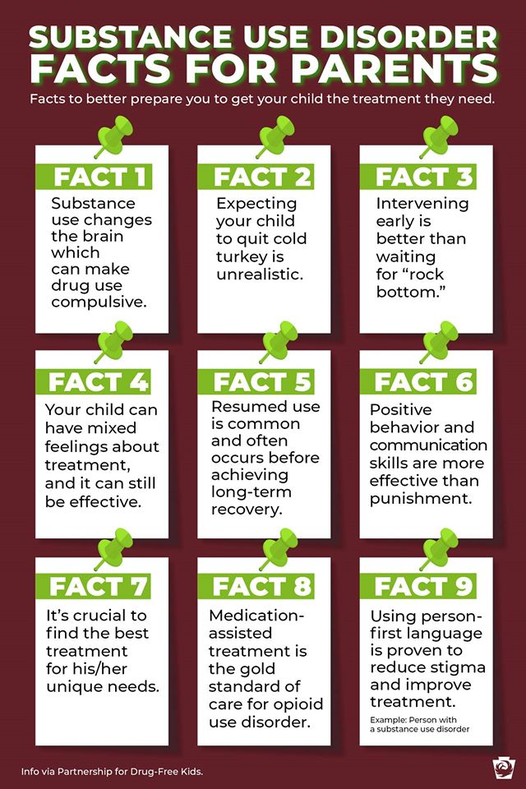 SUBSTANCE USE DISORDER
FACTS FOR PARENTS
Facts to better prepare you to get your child the treatment they need.
FACT 1
Substance
use changes
the brain
which
can make
drug use
compulsive.
FACT 2
Expecting
your child
to quit cold
turkey is
unrealistic.
FACT 3
Intervening
early is
better than
waiting
for “rock
bottom.”
FACT 4
Your child can
have mixed
feelings about
treatment,
and it can still
be effective.
FACT 5
Resumed use
is common
and often
occurs before
achieving
long-term
recovery.
FACT 6
Positive
behavior and
communication
skills are more
effective than
punishment.
FACT 7
It’s crucial to
find the best
treatment
for his/her
unique needs.
FACT 8
Medication-
assisted
treatment is
the gold
standard of
care for opioid
use disorder.
FACT 9
Using person-
first language
is proven to
reduce stigma
and improve
treatment.
Example: Person with
a substance use disorder
Info via Partnership for Drug-Free Kids.